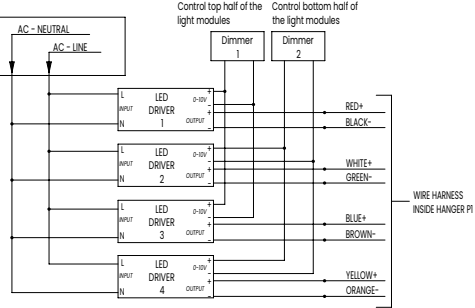 Control top half of the
light modules
Control bottom half of
the light modules
AC - NEUTRAL
AC - LINE
Dimmer
1
Dimmer
2
L
INPUT
N
LED
DRIVER
1
+
0-10V
-
+
OUTPUT
-
RED+
BLACK-
L
INPUT
N
LED
DRIVER
2
+
0-10V
-
+
OUTPUT
-
WHITE+
GREEN-
WIRE HARNESS
INSIDE HANGER P1
L
INPUT
N
LED
DRIVER
3
+
0-10V
-
+
OUTPUT
-
BLUE+
BROWN-
L
INPUT
N
LED
DRIVER
4
+
0-10V
-
+
OUTPUT
-
YELLOW+
ORANGE-